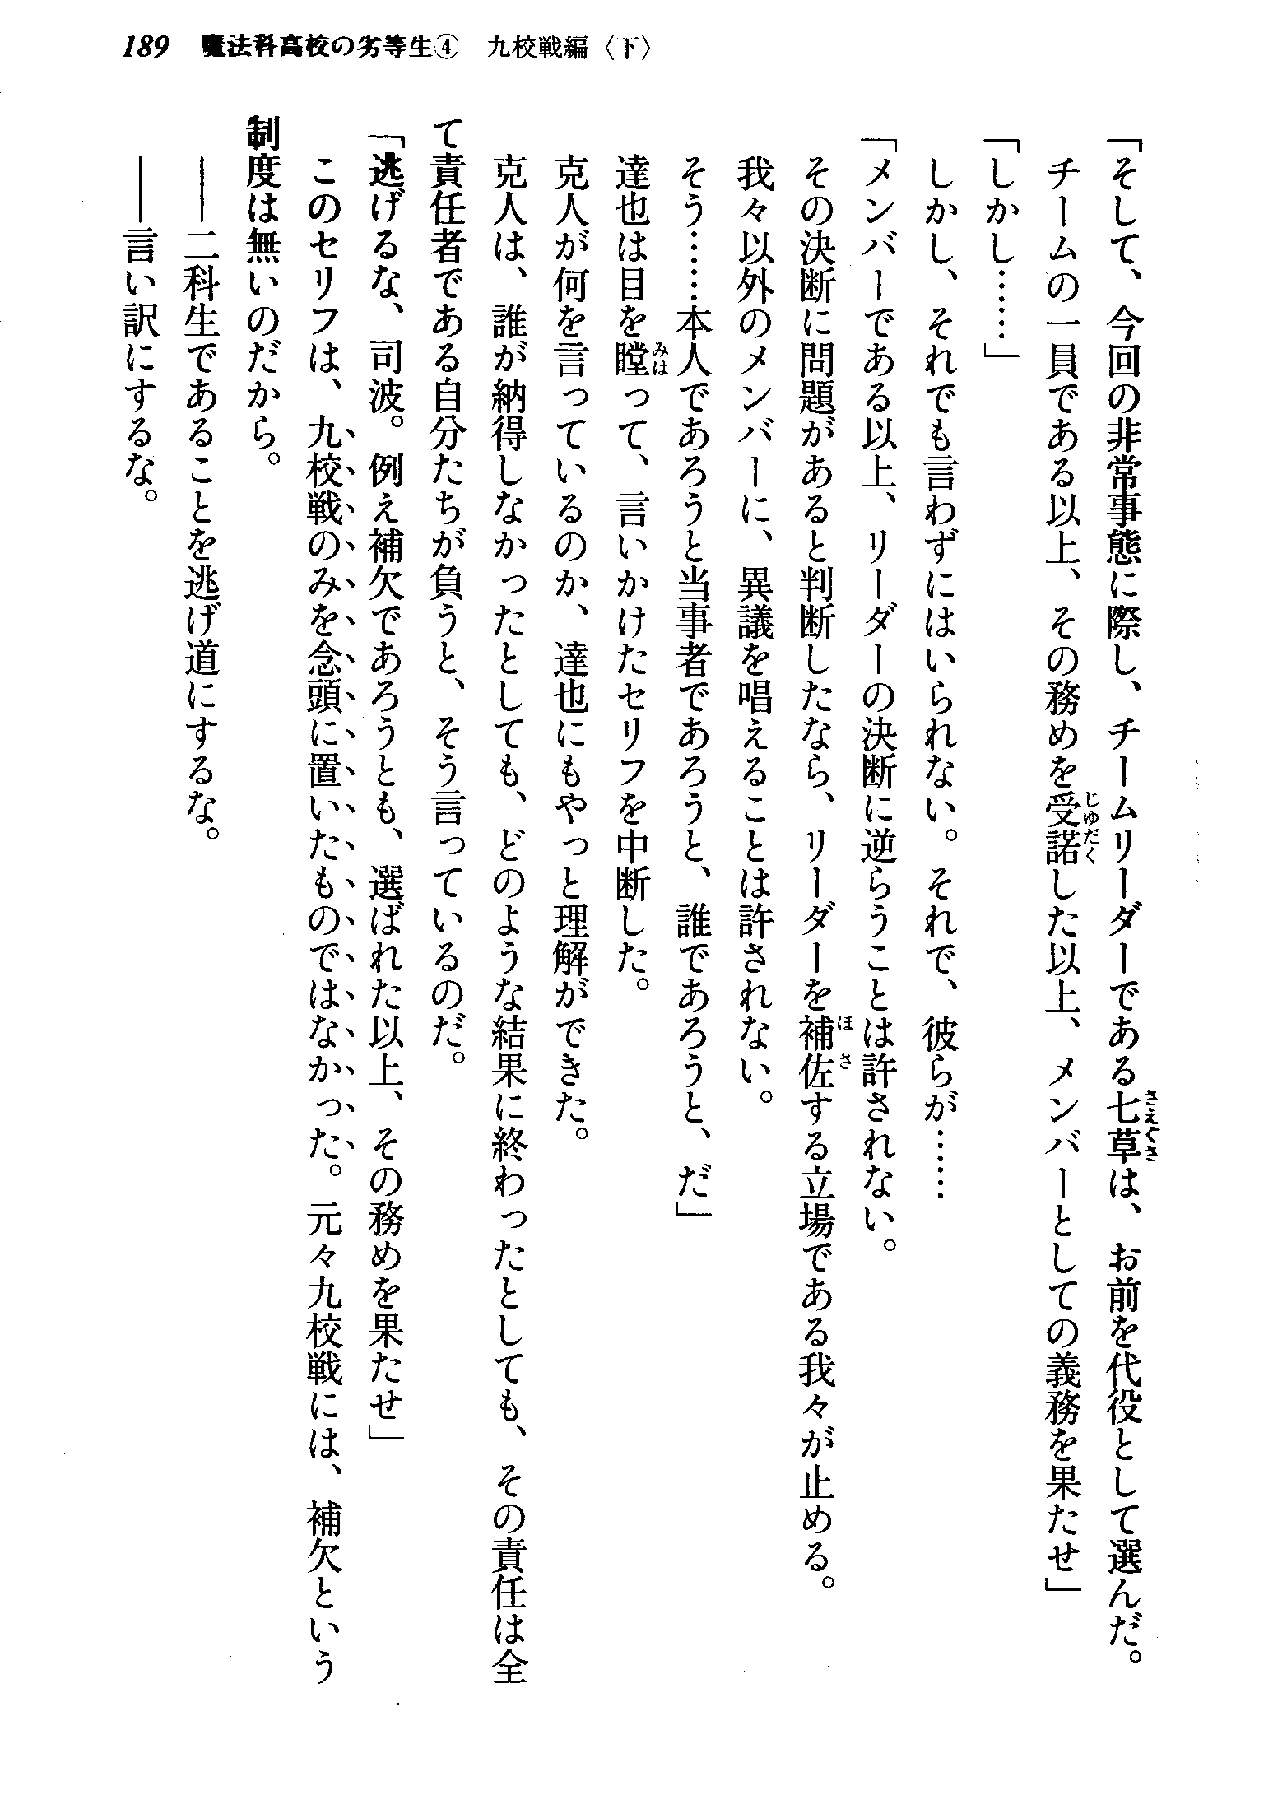 189　魔法科高校の劣等生④　九校戦編〈下〉
「そして、今回の非常事態に際し、チームリーダーである七草は、お前を代役として選んだ。
チームの一員である以上、その務めを受諾した以上、メンバーとしての義務を果たせ」
「しかし……」
しかし、それでも言わずにはいられない。それで、彼らが……
「メンバーである以上、リーダーの決断に逆らうことは許されない。
その決断に問題があると判断したなら、リーダーを補佐する立場である我々が止める。
我々以外のメンバーに、異議を唱えることは許されない。
そう……本人であろうと当事者であろうと、誰であろうと、だ」
達也は目を瞠って、言いかけたセリフを中断した。
克人が何を言っているのか、達也にもやっと理解ができた。
克人は、誰が納得しなかったとしても、どのような結果に終わったとしても、その責任は全
て責任者である自分たちが負うと、そう言っているのだ。
「逃げるな、司波。例え補欠であろうとも、選ばれた以上、その務めを果たせ」
このセリフは、九校戦のみを念頭に置いたものではなかった。元々九校戦には、補欠という
制度は無いのだから。
――二科生であることを逃げ道にするな。
――言い訳にするな。